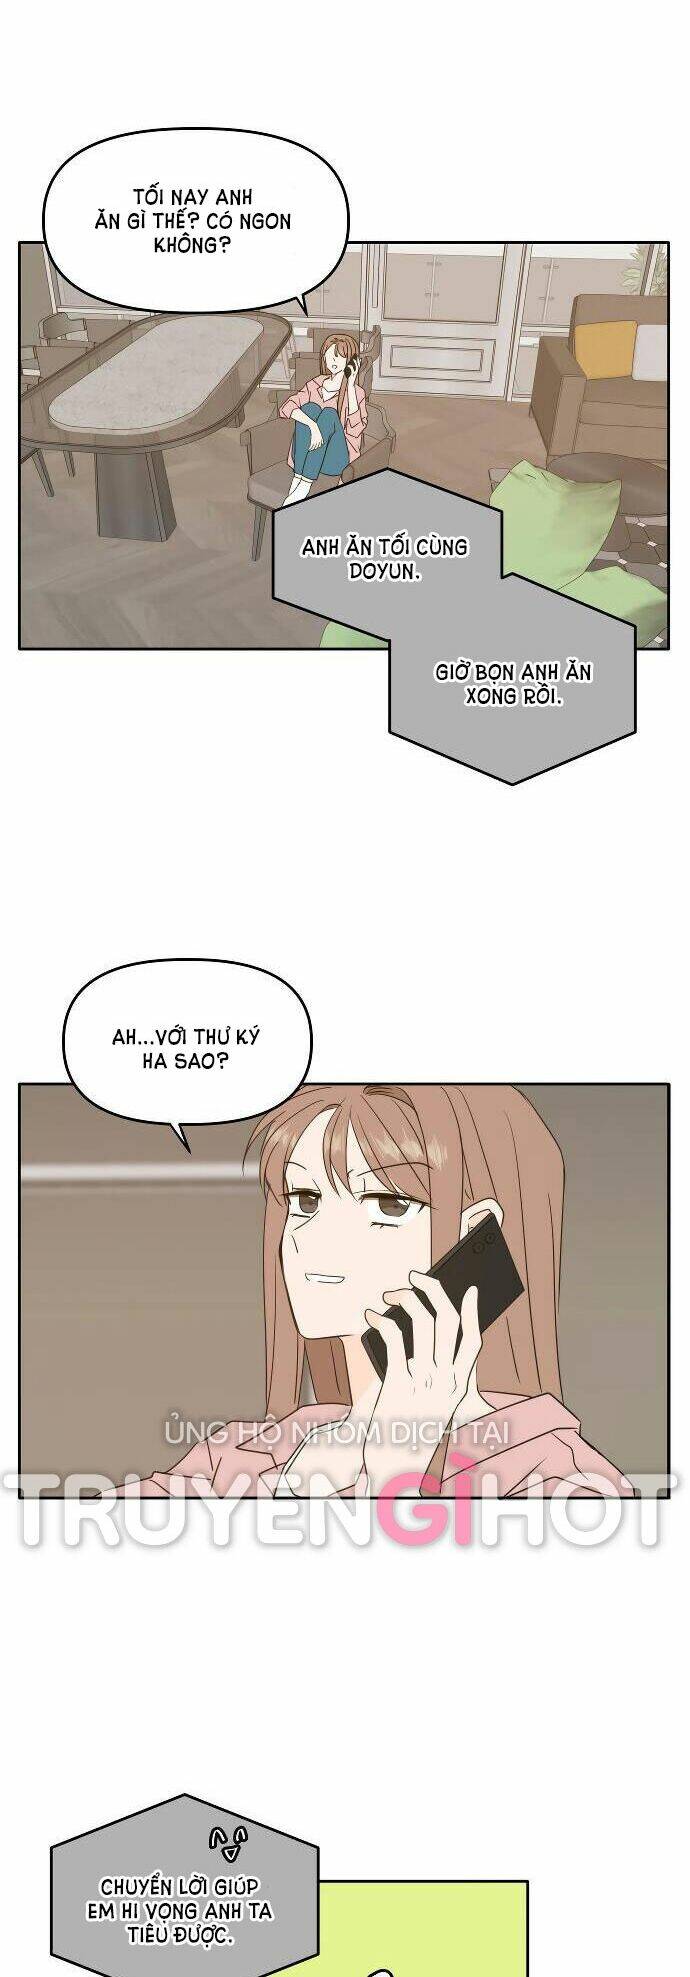 TỐI NAY ANH
ĂN GÌ THẾ? CÓ NGON
KHÔNG?
ANH ĂN TỐI CÙNG
DOYUN.
GIỜ BỌN ANH ĂN
XONG RỒI.
AH...VỚI THƯ KÝ
HA SAO?
ỦNG HỘ NHÓM DỊCH TẠI
TRUYENGÌHOT
CHUYỂN LỜI GIÚP
EM HI VỌNG ANH TA
TIÊU ĐƯỢC.